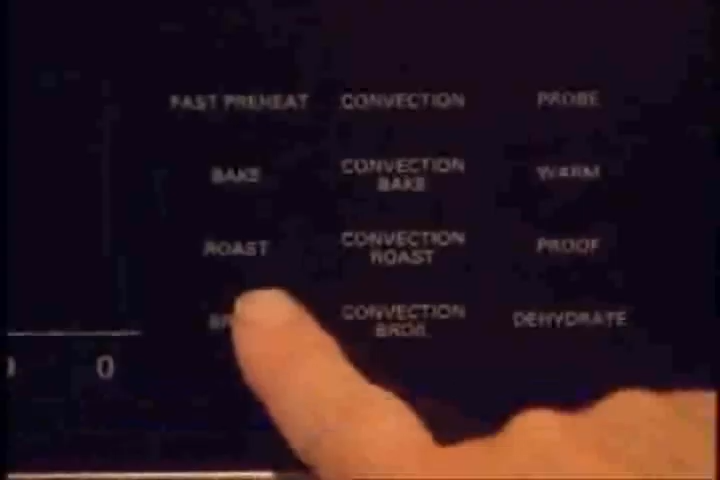 FAST PREHEAT CONVECTION PROBE
BAKE CONVECTION BAKE WARM
ROAST CONVECTION ROAST PROOF
CONVECTION BROIL DEHYDRATE
0